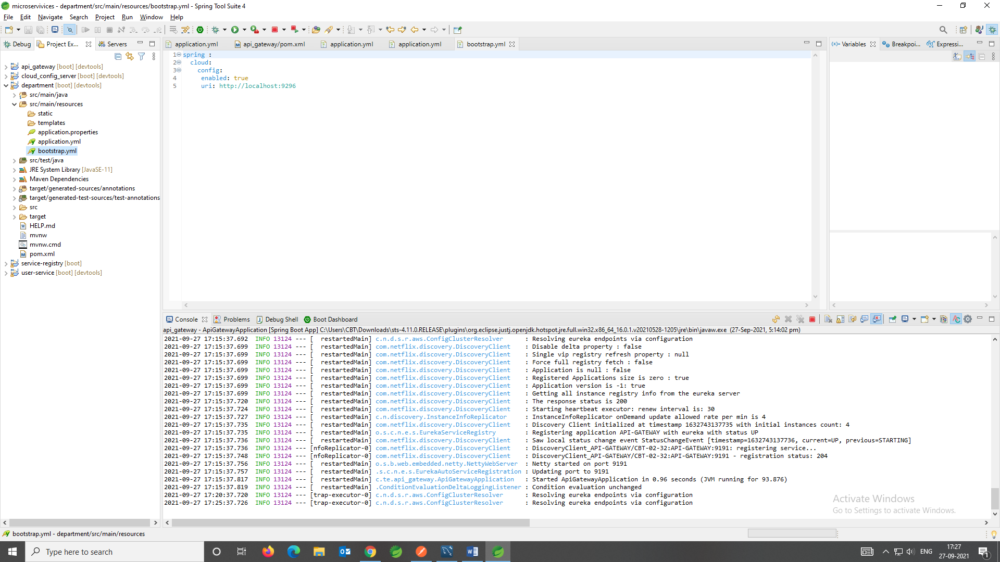 microservivices - department/src/main/resources/bootstrap.yml - Spring Tool Suite 4
File Edit Navigate Search Project Run Window Help
Debug Project Ex... Servers
api_gateway [boot] [devtools]
cloud_config_server [boot] [devtools]
department [boot] [devtools]
src/main/java
src/main/resources
static
templates
application.properties
application.yml
bootstrap.yml
src/test/java
JRE System Library [JavaSE-11]
Maven Dependencies
target/generated-sources/annotations
target/generated-test-sources/test-annotations
src
target
HELP.md
mvnw
mvnw.cmd
pom.xml
service-registry [boot]
user-service [boot] [devtools]
application.yml api_gateway/pom.xml application.yml application.yml bootstrap.yml
1 spring :
2 cloud:
3 config:
4 enabled: true
5 uri: http://localhost:9296
(x)= Variables Breakpoi... Expressi...
Console Problems Debug Shell Boot Dashboard
api_gateway - ApiGatewayApplication [Spring Boot App] C:\Users\CBT\Downloads\sts-4.11.0.RELEASE\plugins\org.eclipse.justj.openjdk.hotspot.jre.full.win32.x86_64_16.0.1.v20210528-1205\jre\bin\javaw.exe (27-Sep-2021, 5:14:02 pm)
2021-09-27 17:15:37.692 INFO 13124 --- [ restartedMain] c.n.d.s.r.aws.ConfigClusterResolver : Resolving eureka endpoints via configuration
2021-09-27 17:15:37.699 INFO 13124 --- [ restartedMain] com.netflix.discovery.DiscoveryClient : Disable delta property : false
2021-09-27 17:15:37.699 INFO 13124 --- [ restartedMain] com.netflix.discovery.DiscoveryClient : Single vip registry refresh property : null
2021-09-27 17:15:37.699 INFO 13124 --- [ restartedMain] com.netflix.discovery.DiscoveryClient : Force full registry fetch : false
2021-09-27 17:15:37.699 INFO 13124 --- [ restartedMain] com.netflix.discovery.DiscoveryClient : Application is null : false
2021-09-27 17:15:37.699 INFO 13124 --- [ restartedMain] com.netflix.discovery.DiscoveryClient : Registered Applications size is zero : true
2021-09-27 17:15:37.699 INFO 13124 --- [ restartedMain] com.netflix.discovery.DiscoveryClient : Application version is -1: true
2021-09-27 17:15:37.699 INFO 13124 --- [ restartedMain] com.netflix.discovery.DiscoveryClient : Getting all instance registry info from the eureka server
2021-09-27 17:15:37.720 INFO 13124 --- [ restartedMain] com.netflix.discovery.DiscoveryClient : The response status is 200
2021-09-27 17:15:37.724 INFO 13124 --- [ restartedMain] com.netflix.discovery.DiscoveryClient : Starting heartbeat executor: renew interval is: 30
2021-09-27 17:15:37.727 INFO 13124 --- [ restartedMain] c.n.discovery.InstanceInfoReplicator : InstanceInfoReplicator onDemand update allowed rate per min is 4
2021-09-27 17:15:37.735 INFO 13124 --- [ restartedMain] com.netflix.discovery.DiscoveryClient : Discovery Client initialized at timestamp 1632743137735 with initial instances count: 4
2021-09-27 17:15:37.735 INFO 13124 --- [ restartedMain] o.s.c.n.e.s.EurekaServiceRegistry : Registering application API-GATEWAY with eureka with status UP
2021-09-27 17:15:37.736 INFO 13124 --- [ restartedMain] com.netflix.discovery.DiscoveryClient : Saw local status change event StatusChangeEvent [timestamp=1632743137736, current=UP, previous=STARTING]
2021-09-27 17:15:37.736 INFO 13124 --- [nfoReplicator-0] com.netflix.discovery.DiscoveryClient : DiscoveryClient_API-GATEWAY/CBT-02-32:API-GATEWAY:9191: registering service...
2021-09-27 17:15:37.748 INFO 13124 --- [nfoReplicator-0] com.netflix.discovery.DiscoveryClient : DiscoveryClient_API-GATEWAY/CBT-02-32:API-GATEWAY:9191 - registration status: 204
2021-09-27 17:15:37.756 INFO 13124 --- [ restartedMain] o.s.b.web.embedded.netty.NettyWebServer : Netty started on port 9191
2021-09-27 17:15:37.757 INFO 13124 --- [ restartedMain] .s.c.n.e.s.EurekaAutoServiceRegistration : Updating port to 9191
2021-09-27 17:15:37.817 INFO 13124 --- [ restartedMain] c.te.api_gateway.ApiGatewayApplication : Started ApiGatewayApplication in 0.96 seconds (JVM running for 93.876)
2021-09-27 17:15:37.819 INFO 13124 --- [ restartedMain] .ConditionEvaluationDeltaLoggingListener : Condition evaluation unchanged
2021-09-27 17:20:37.720 INFO 13124 --- [trap-executor-0] c.n.d.s.r.aws.ConfigClusterResolver : Resolving eureka endpoints via configuration
2021-09-27 17:25:37.726 INFO 13124 --- [trap-executor-0] c.n.d.s.r.aws.ConfigClusterResolver : Resolving eureka endpoints via configuration
Activate Windows
Go to Settings to activate Windows.
bootstrap.yml - department/src/main/resources
Type here to search
ENG
17:27
27-09-2021
1